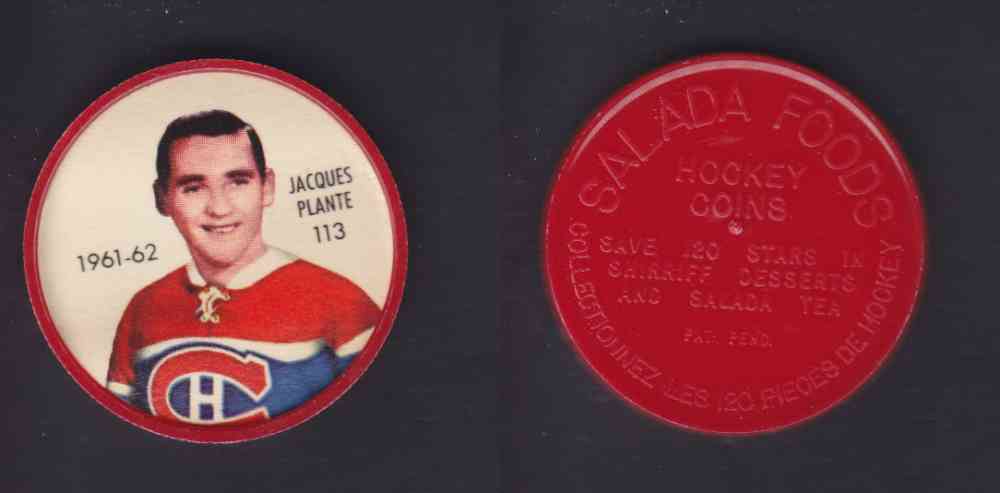 JACQUES
PLANTE
113
1961-62
CH
SALADA FOODS
HOCKEY
COINS
SAVE 120 STARS IN
SHIRRIFF DESSERTS
AND SALADA TEA
PAT. PEND.
COLLECTIONNEZ LES 120 PIECES DE HOCKEY